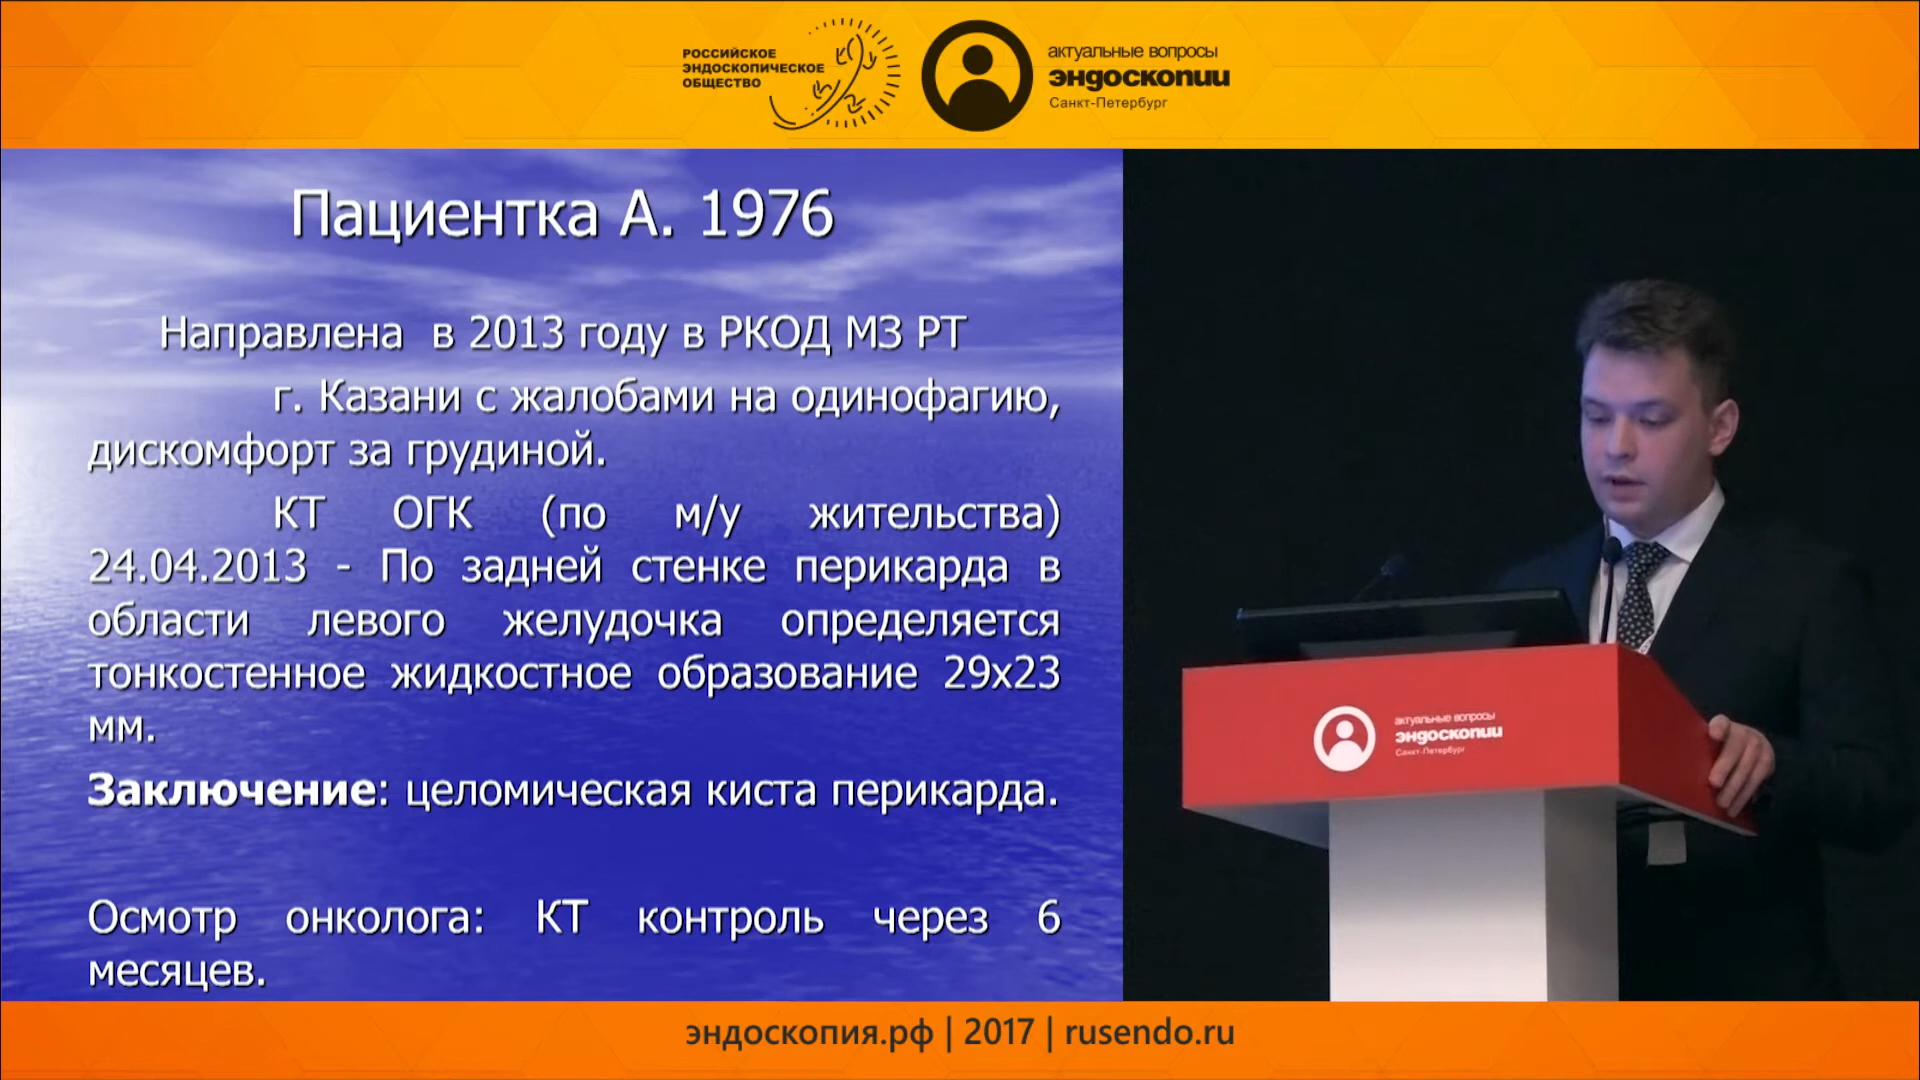 РОССИЙСКОЕ
ЭНДОСКОПИЧЕСКОЕ
ОБЩЕСТВО
актуальные вопросы
эндоскопии
Санкт-Петербург
Пациентка А. 1976
Направлена в 2013 году в РКОД МЗ РТ
г. Казани с жалобами на одинофагию,
дискомфорт за грудиной.
КТ ОГК (по м/у жительства)
24.04.2013 - По задней стенке перикарда в
области левого желудочка определяется
тонкостенное жидкостное образование 29х23
мм.
Заключение: целомическая киста перикарда.
Осмотр онколога: КТ контроль через 6
месяцев.
актуальные вопросы
эндоскопии
Санкт-Петербург
эндоскопия.рф | 2017 | rusendo.ru